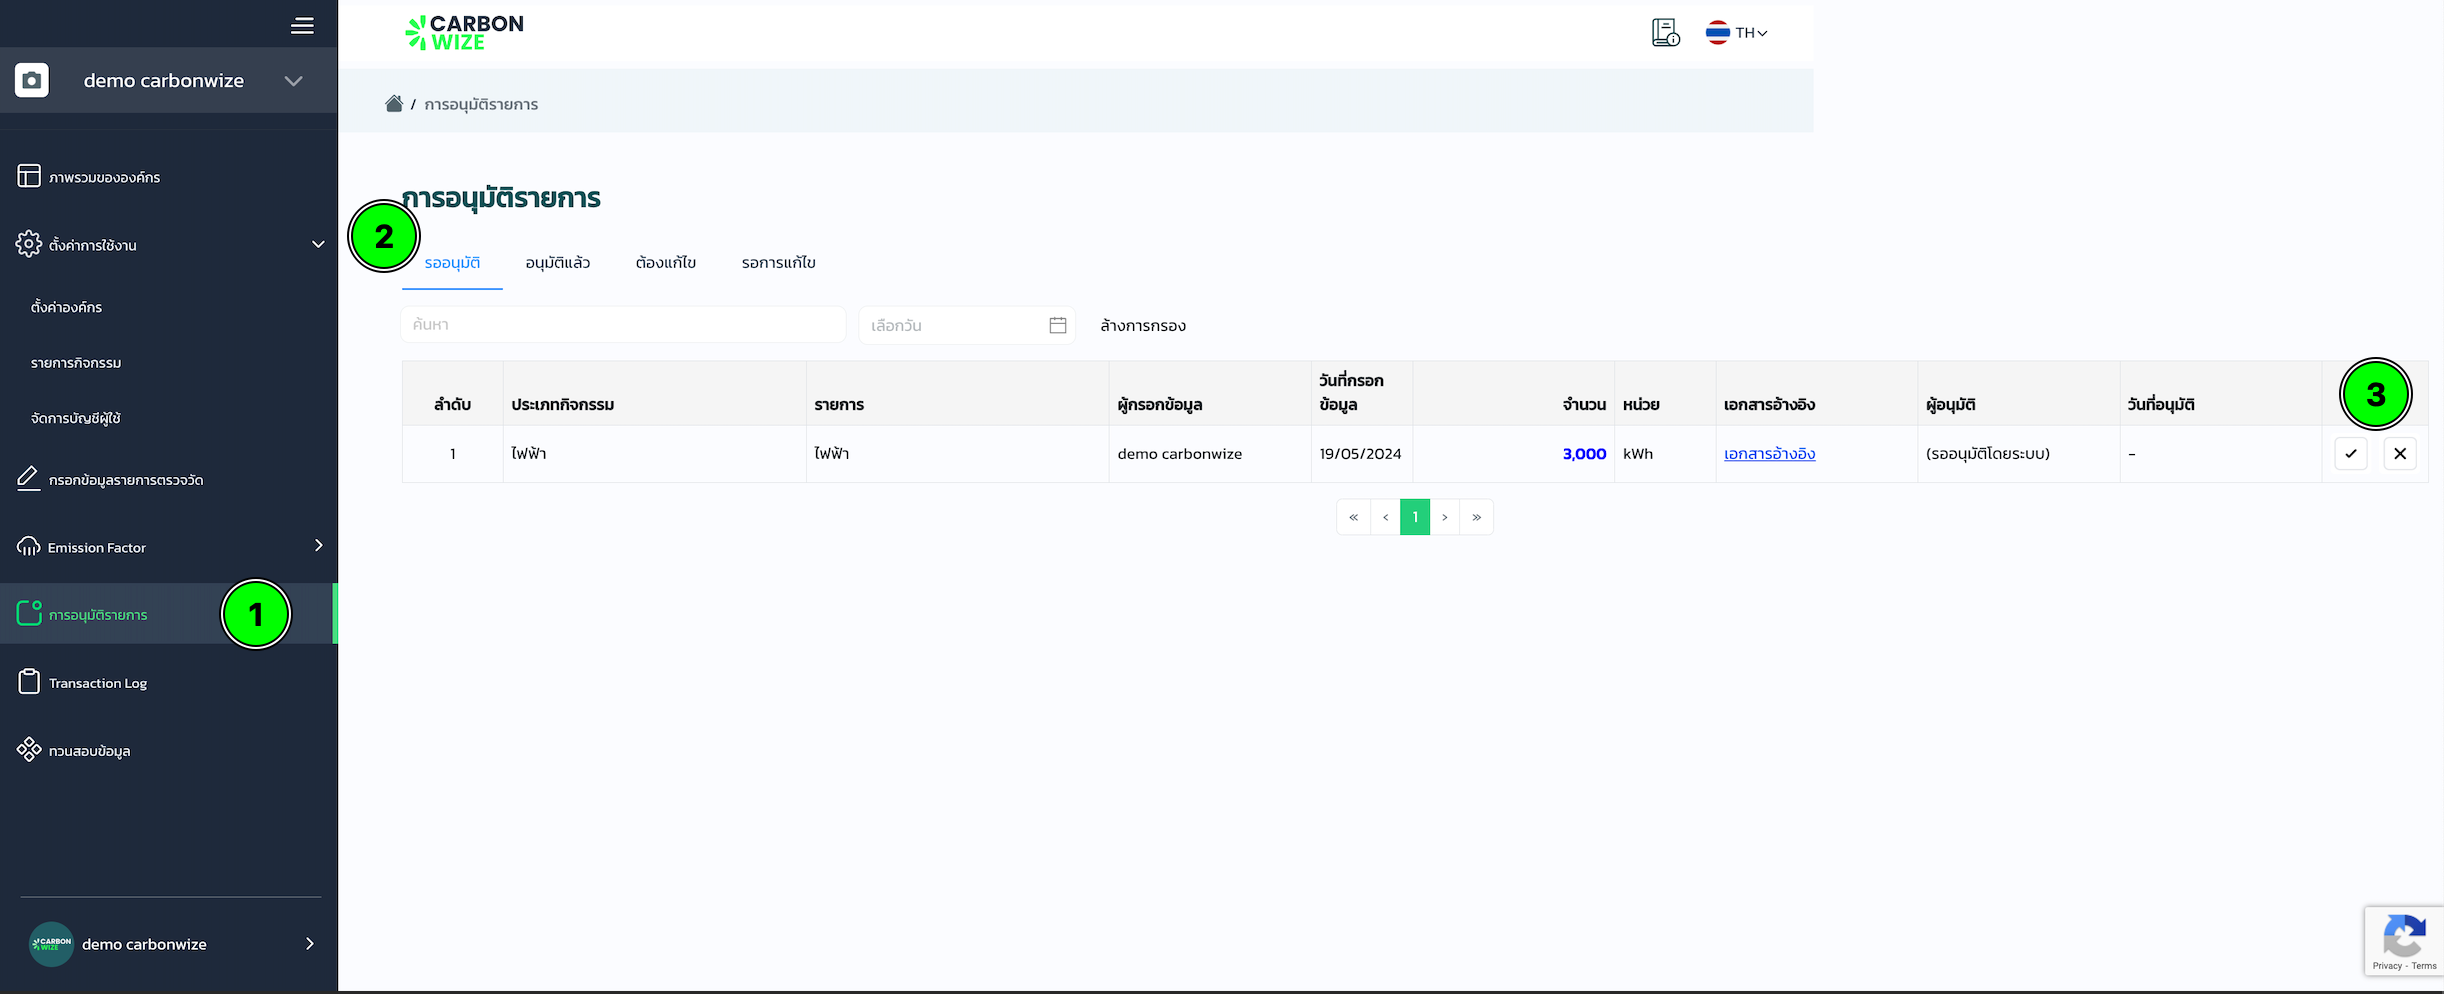 demo carbonwize
ภาพรวมขององค์กร
ตั้งค่าการใช้งาน
ตั้งค่าองค์กร
รายการกิจกรรม
จัดการบัญชีผู้ใช้
กรอกข้อมูลรายการตรวจวัด
Emission Factor
การอนุมัติรายการ
1
Transaction Log
ทวนสอบข้อมูล
CARBON
WIZE
demo carbonwize
CARBON
WIZE
TH
/ การอนุมัติรายการ
การอนุมัติรายการ
2
รออนุมัติ อนุมัติแล้ว ต้องแก้ไข รอการแก้ไข
ค้นหา เลือกวัน ล้างการกรอง
ลำดับ ประเภทกิจกรรม รายการ ผู้กรอกข้อมูล วันที่กรอก
ข้อมูล จำนวน หน่วย เอกสารอ้างอิง ผู้อนุมัติ วันที่อนุมัติ
3
1 ไฟฟ้า ไฟฟ้า demo carbonwize 19/05/2024 3,000 kWh เอกสารอ้างอิง (รออนุมัติโดยระบบ) -
« ‹ 1 › »
Privacy - Terms